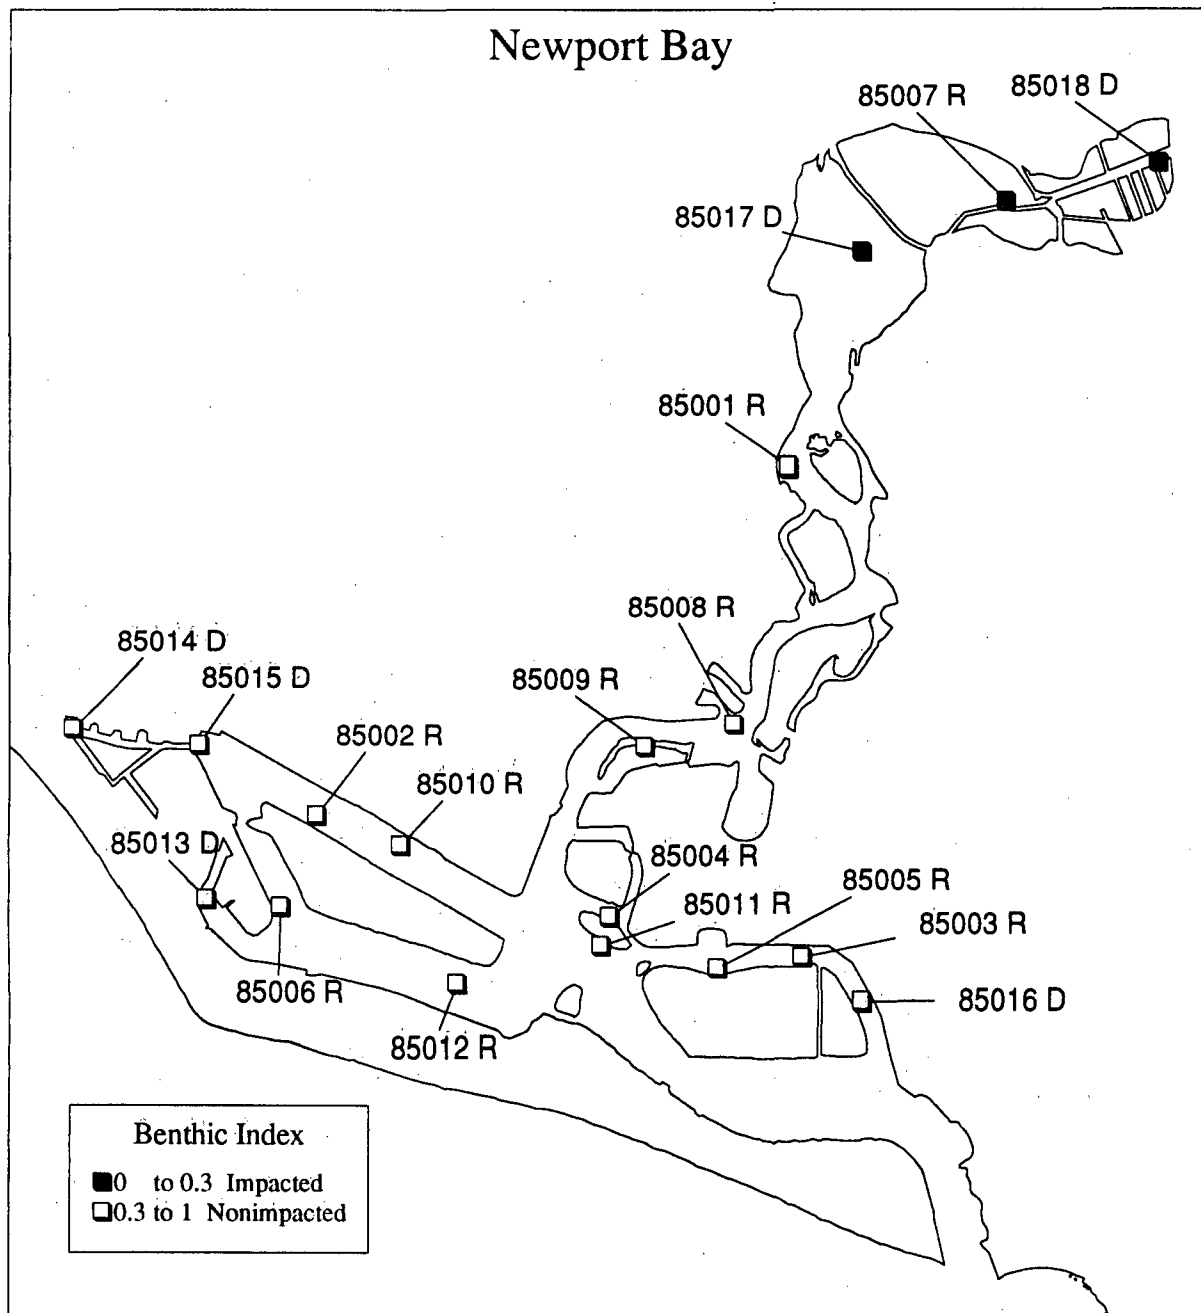 Newport Bay
85018 D
85007 R
85017 D
85001 R
85008 R
85014 D
85015 D
85009 R
85002 R
85010 R
85013 D
85004 R
85005 R
85011 R
85003 R
85006 R
85016 D
85012 R
Benthic Index
0 to 0.3 Impacted
0.3 to 1 Nonimpacted